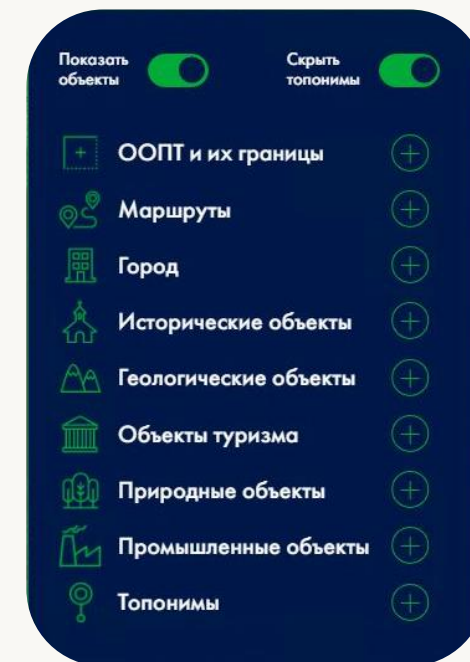 Показать
объекты
Скрыть
топонимы
ООПТ и их границы
Маршруты
Город
Исторические объекты
Геологические объекты
Объекты туризма
Природные объекты
Промышленные объекты
Топонимы